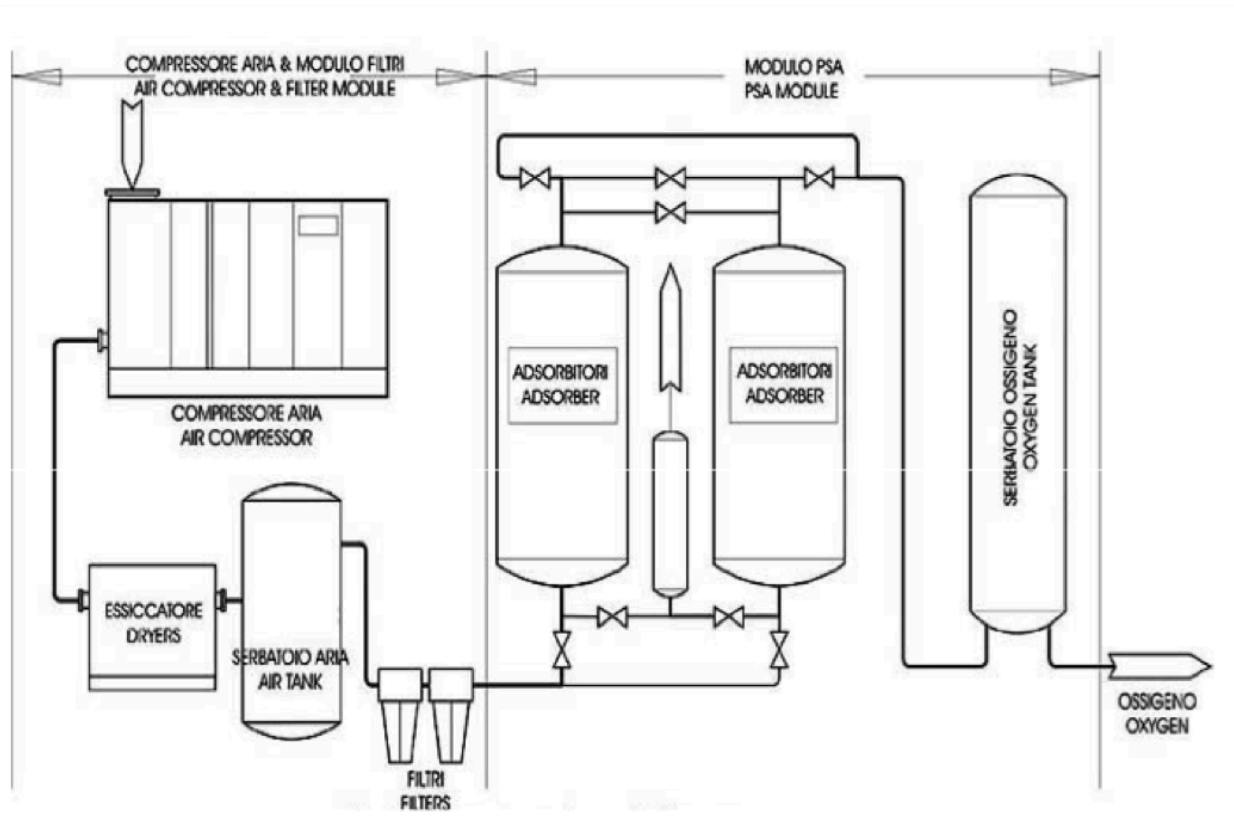 COMPRESSORE ARIA & MODULO FILTRI
AIR COMPRESSOR & FILTER MODULE
MODULO PSA
PSA MODULE
COMPRESSORE ARIA
AIR COMPRESSOR
ADSORBITORI
ADSORBER
ADSORBITORI
ADSORBER
SERBATOIO OSSIGENO
OXYGEN TANK
ESSICCATORE
DRYERS
SERBATOIO ARIA
AIR TANK
FILTRI
FILTERS
OSSIGENO
OXYGEN